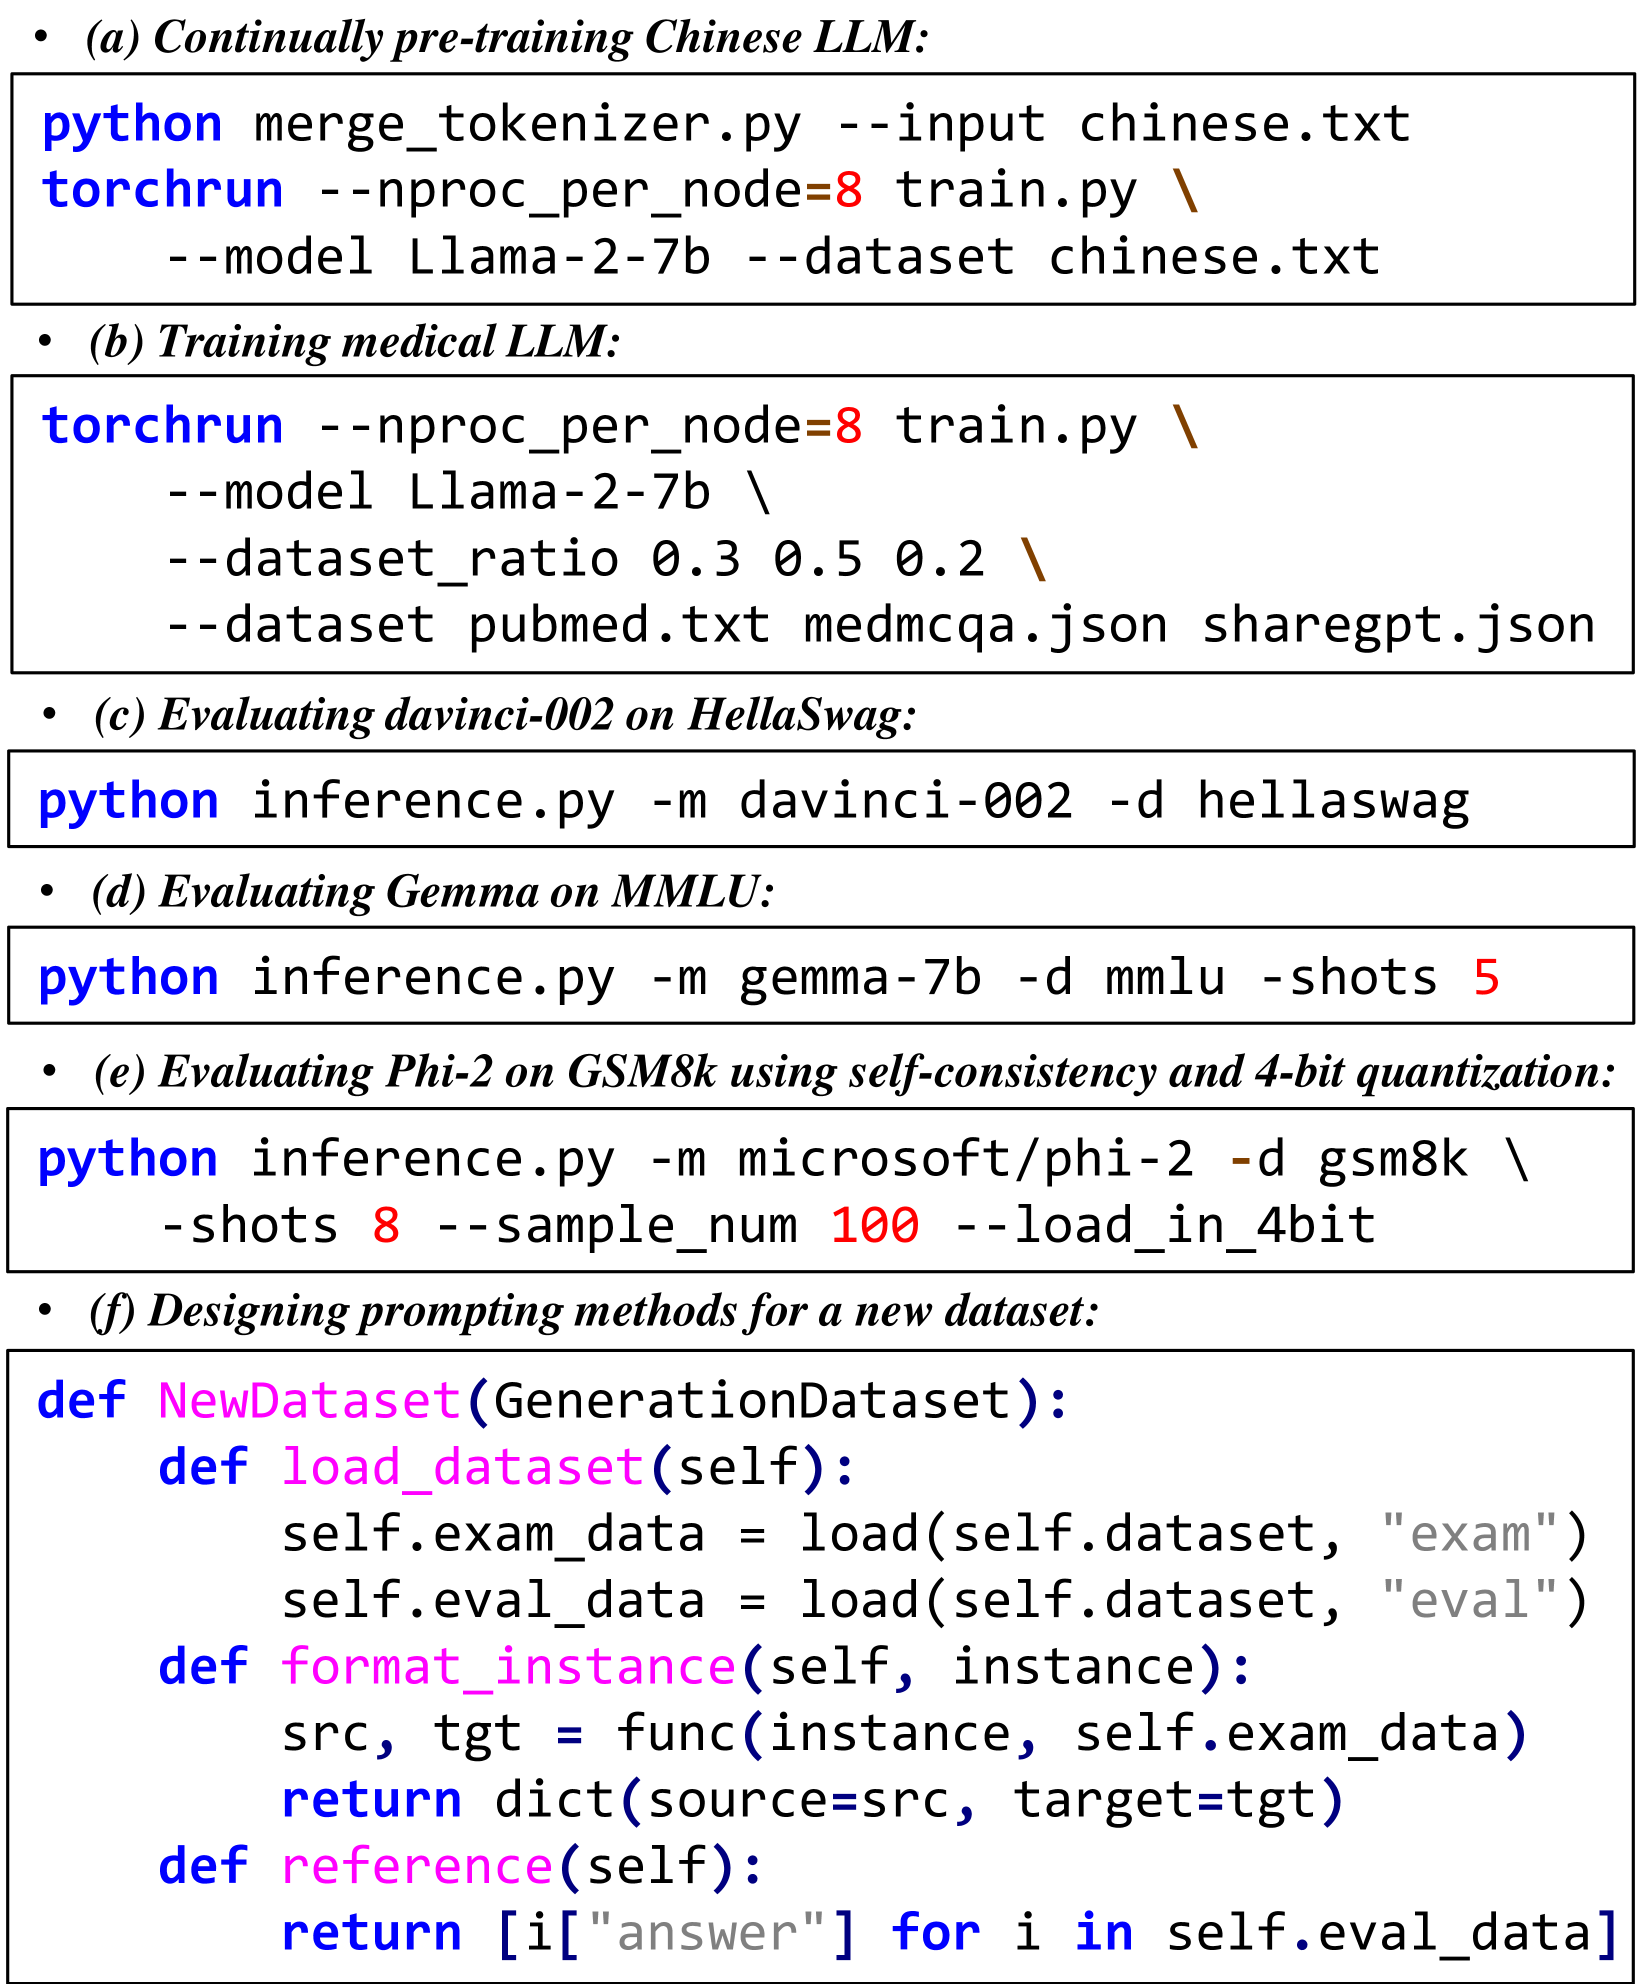 • (a) Continually pre-training Chinese LLM:
python merge_tokenizer.py --input chinese.txt
torchrun --nproc_per_node=8 train.py \
    --model Llama-2-7b --dataset chinese.txt
• (b) Training medical LLM:
torchrun --nproc_per_node=8 train.py \
    --model Llama-2-7b \
    --dataset_ratio 0.3 0.5 0.2 \
    --dataset pubmed.txt medmcqa.json sharegpt.json
• (c) Evaluating davinci-002 on HellaSwag:
python inference.py -m davinci-002 -d hellaswag
• (d) Evaluating Gemma on MMLU:
python inference.py -m gemma-7b -d mmlu -shots 5
• (e) Evaluating Phi-2 on GSM8k using self-consistency and 4-bit quantization:
python inference.py -m microsoft/phi-2 -d gsm8k \
    -shots 8 --sample_num 100 --load_in_4bit
• (f) Designing prompting methods for a new dataset:
def NewDataset(GenerationDataset):
    def load_dataset(self):
        self.exam_data = load(self.dataset, "exam")
        self.eval_data = load(self.dataset, "eval")
    def format_instance(self, instance):
        src, tgt = func(instance, self.exam_data)
        return dict(source=src, target=tgt)
    def reference(self):
        return [i["answer"] for i in self.eval_data]